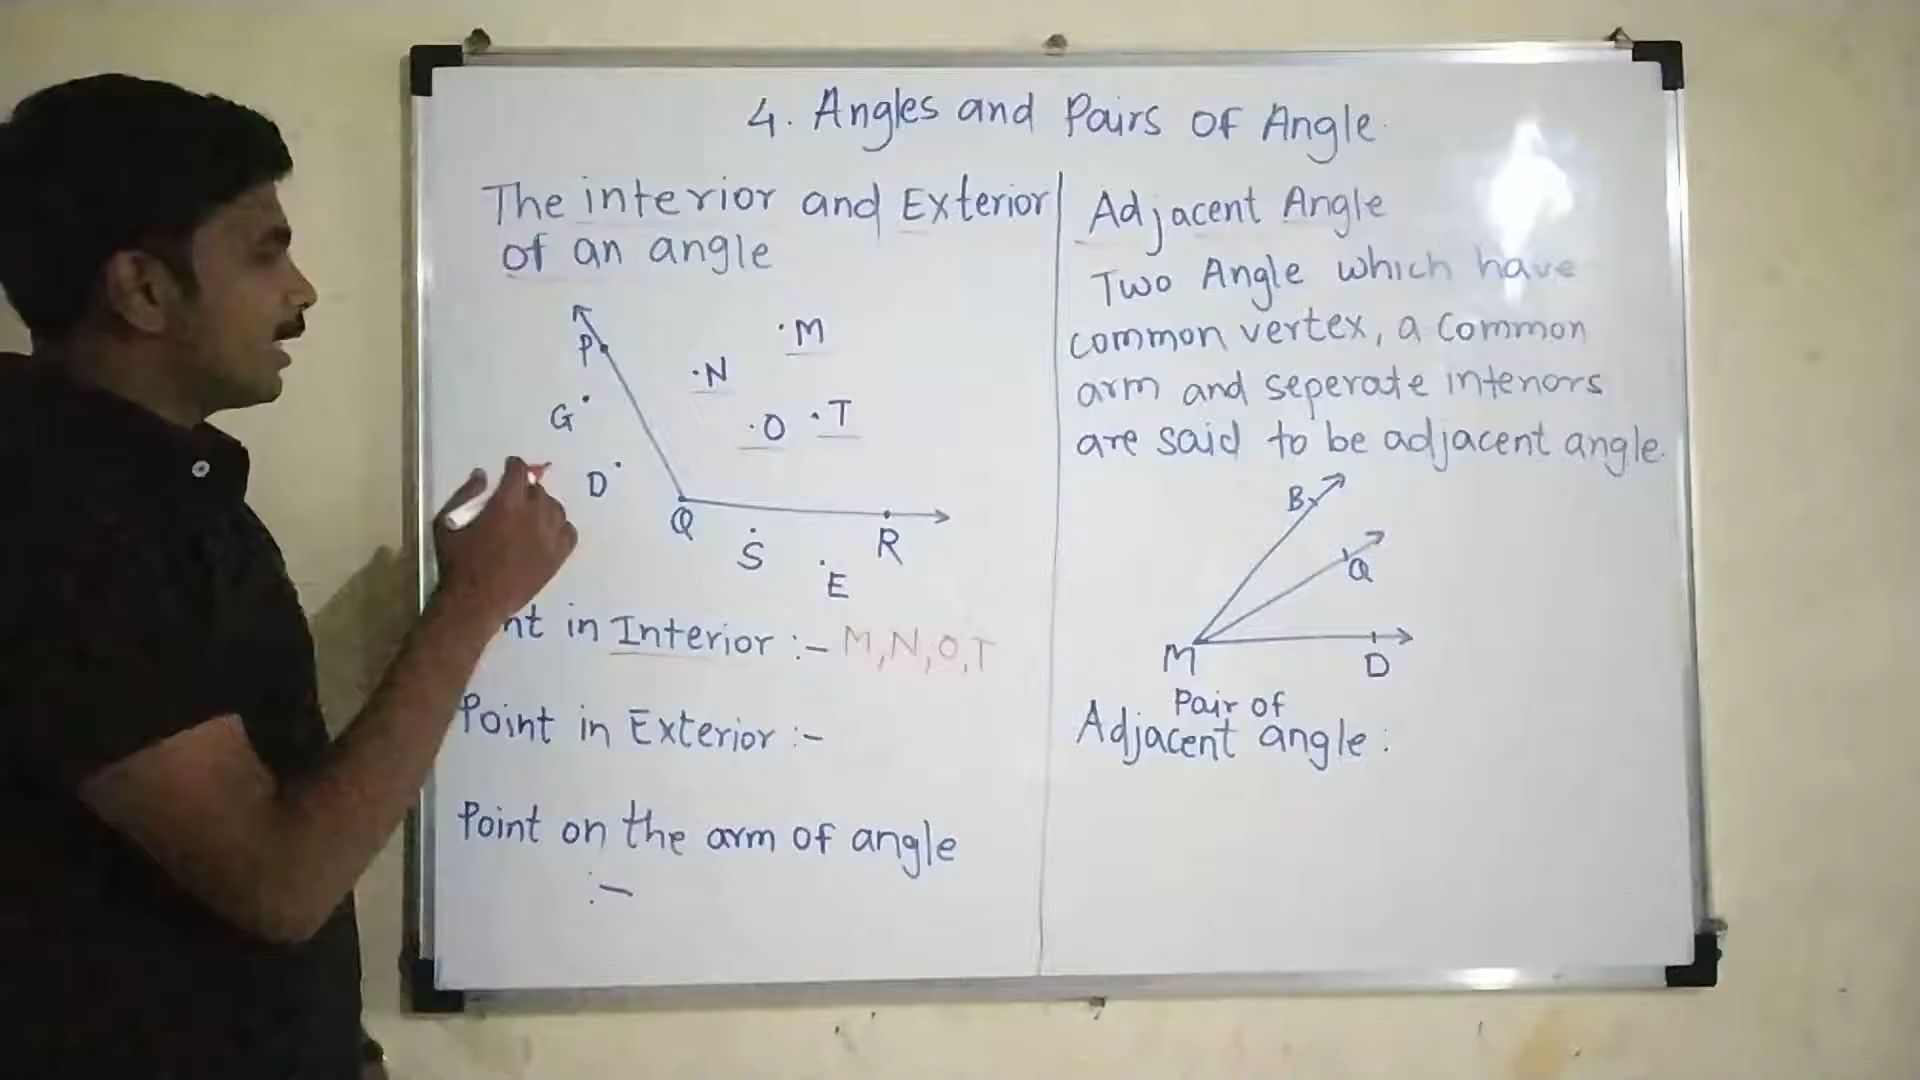 4. Angles and Pairs of Angle.
The interior and Exterior
of an angle
P
M
N
G
O
T
D
Q
S
R
E
nt in Interior :- M,N,O,T
Point in Exterior :-
Point on the arm of angle
:-
Adjacent Angle
Two Angle which have
common vertex, a common
arm and seperate interiors
are said to be adjacent angle.
B
Q
M
D
Pair of
Adjacent angle :